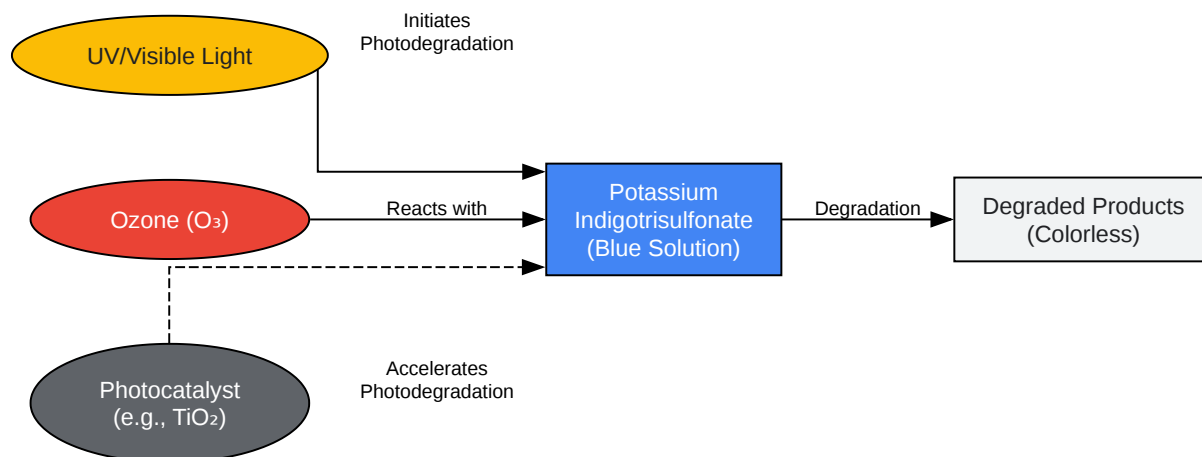 UV/Visible Light
Initiates
Photodegradation
Ozone (O₃)
Reacts with
Potassium
Indigotrisulfonate
(Blue Solution)
Degradation
Degraded Products
(Colorless)
Photocatalyst
(e.g., TiO₂)
Accelerates
Photodegradation